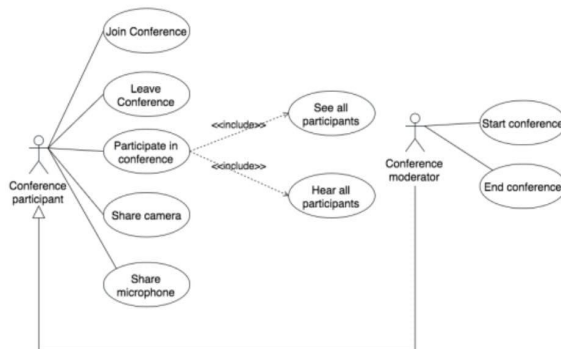 Join Conference
Leave
Conference
Participate in
conference
Share camera
Share
microphone
Conference
participant
<<include>>
<<include>>
See all
participants
Hear all
participants
Conference
moderator
Start conference
End conference